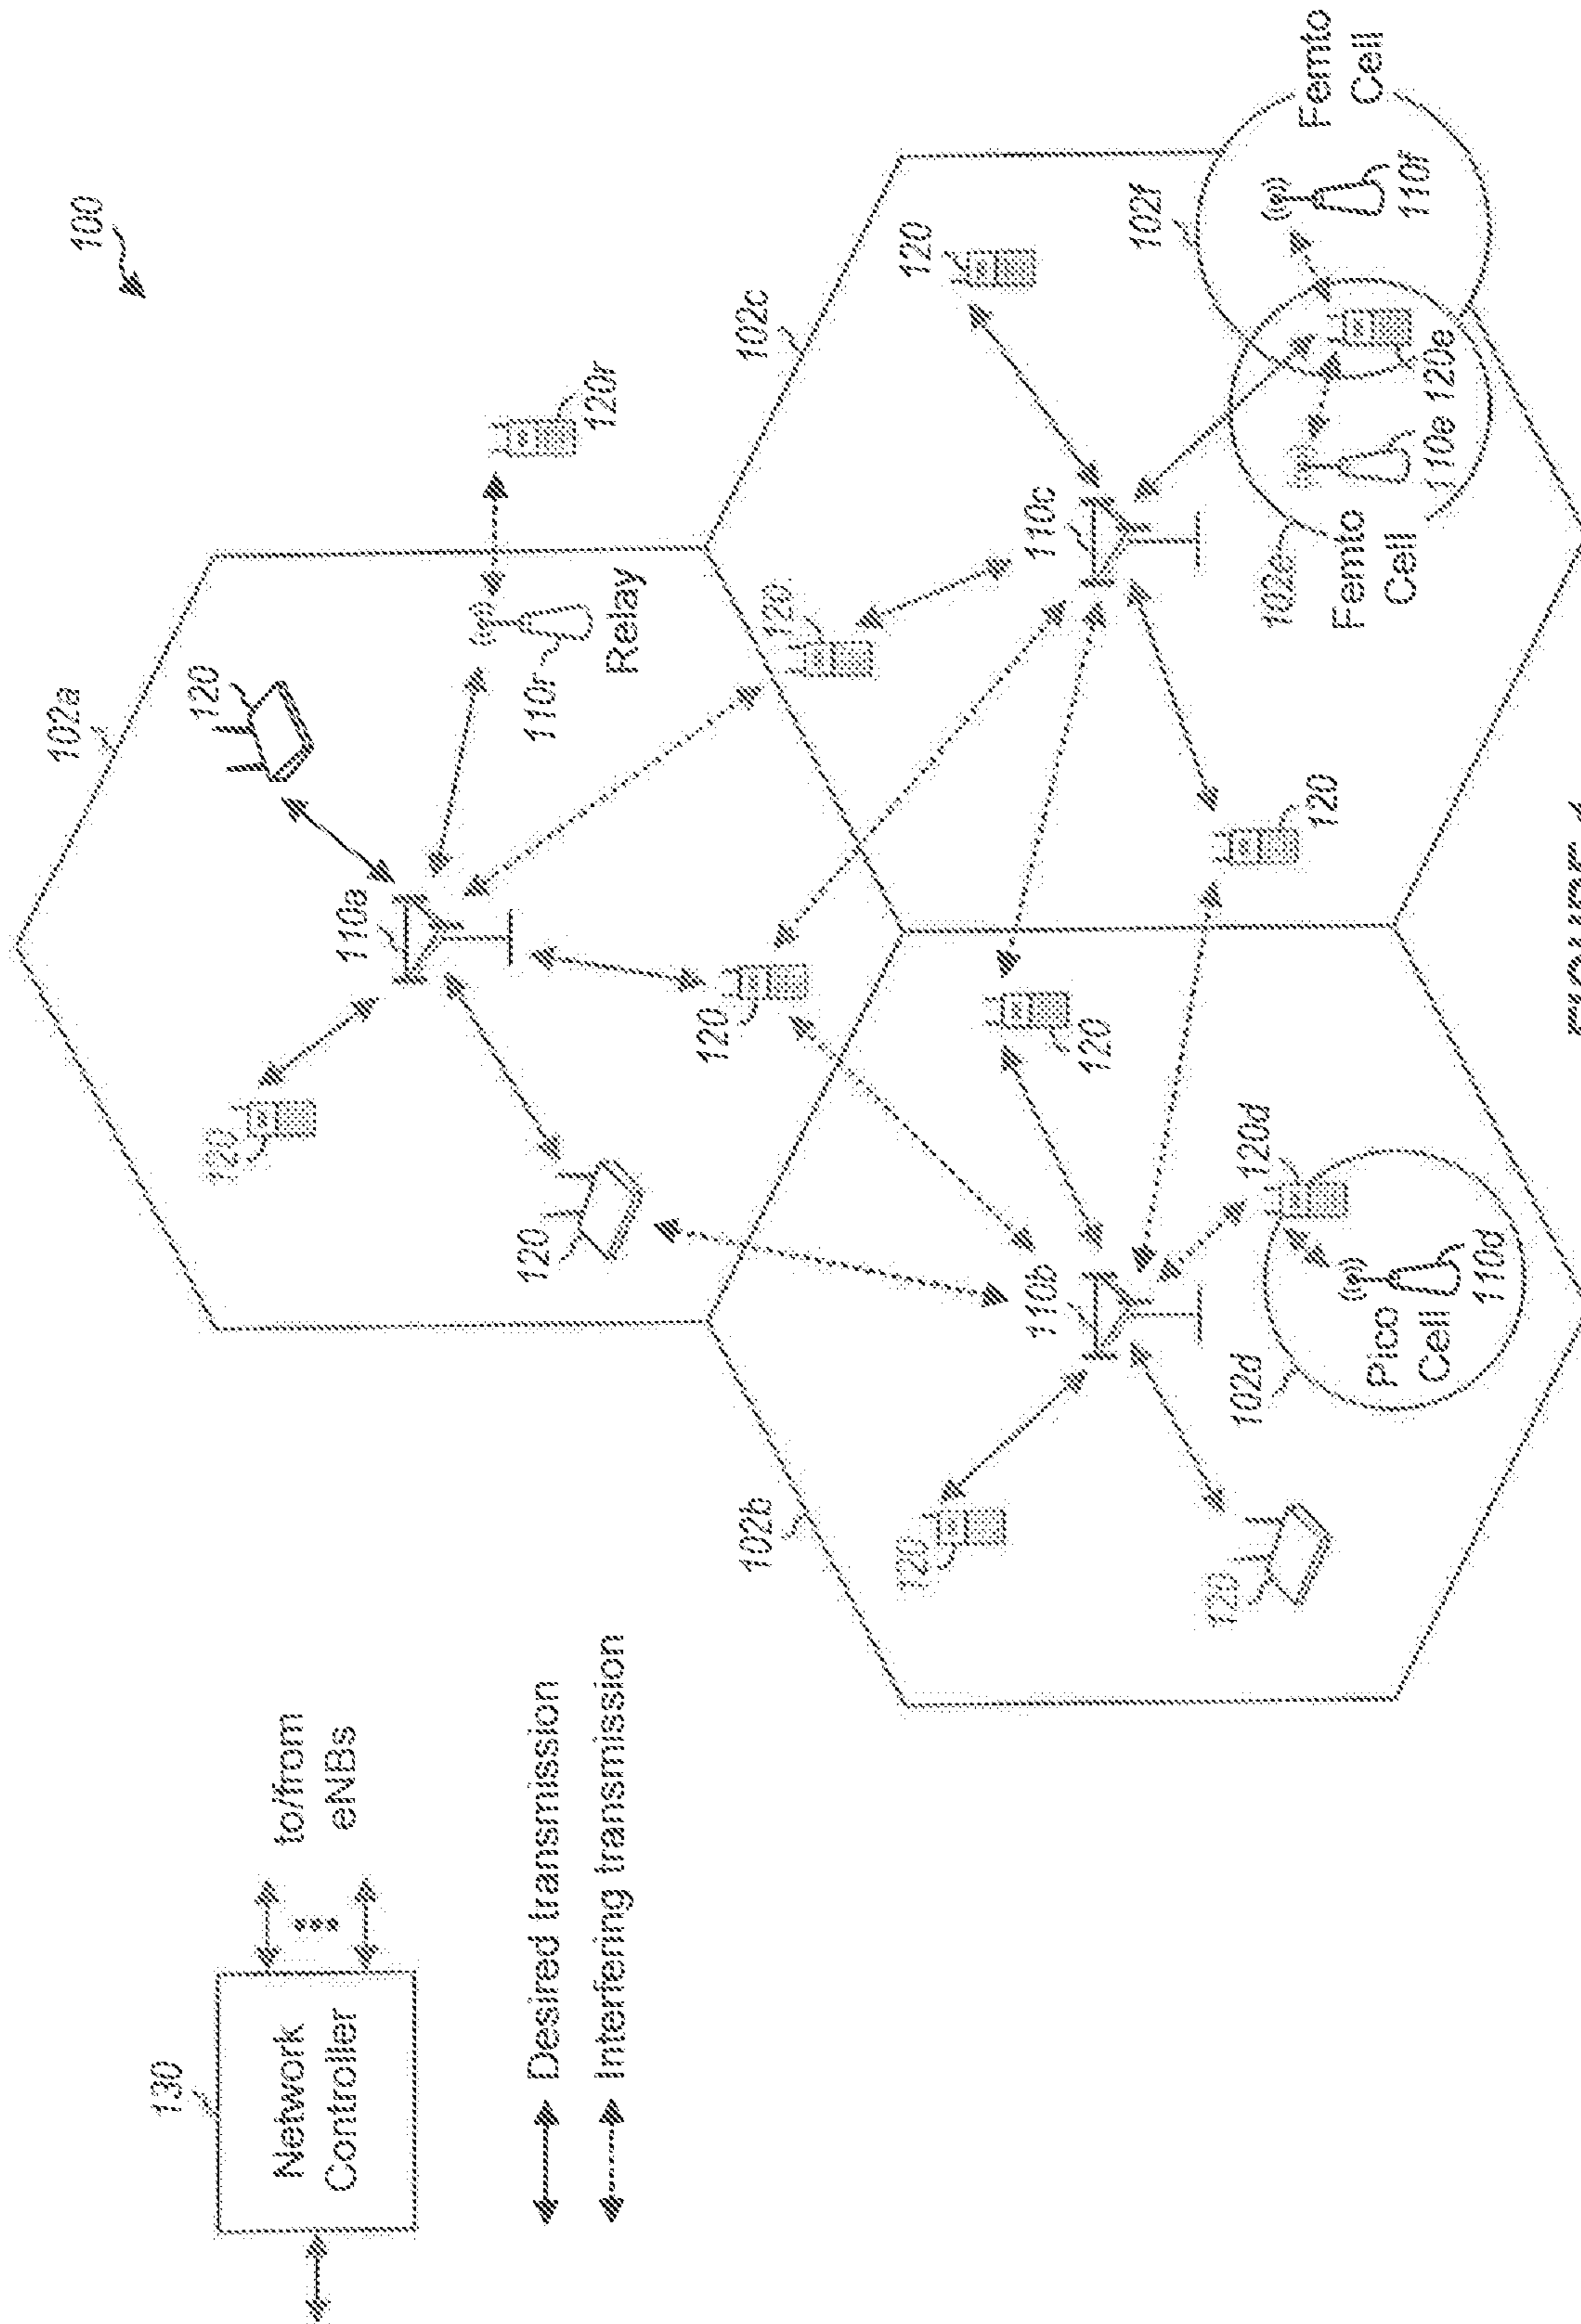 100
130
Network
Controller
to/from
eNBs
Desired transmission
Interfering transmission
102a
120
120
110a
120
110r
Relay
120r
120
120
102c
120
110c
120
120
102b
120
110b
120
102d
Pico
Cell
110d
120d
102e
Femto
Cell
110e
120e
102f
110f
Femto
Cell